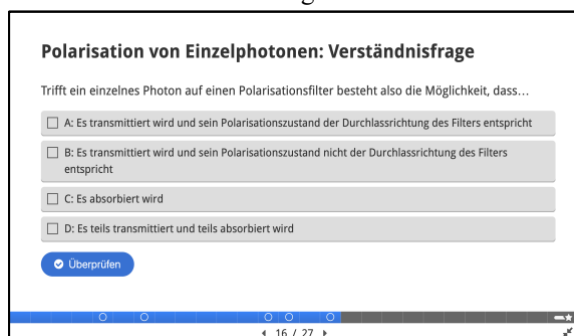 Polarisation von Einzelphotonen: Verständnisfrage
Trifft ein einzelnes Photon auf einen Polarisationsfilter besteht also die Möglichkeit, dass…
A: Es transmittiert wird und sein Polarisationszustand der Durchlassrichtung des Filters entspricht
B: Es transmittiert wird und sein Polarisationszustand nicht der Durchlassrichtung des Filters
entspricht
C: Es absorbiert wird
D: Es teils transmittiert und teils absorbiert wird
Überprüfen
16 / 27